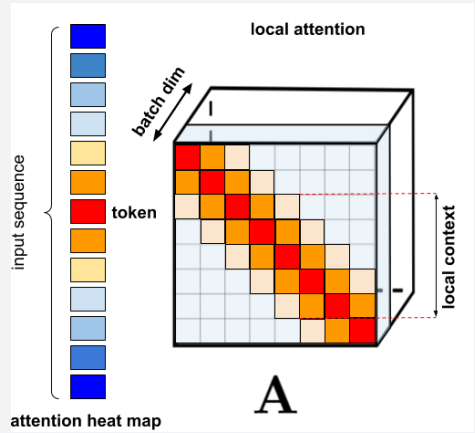 local attention
batch dim
input sequence
token
local context
A
attention heat map